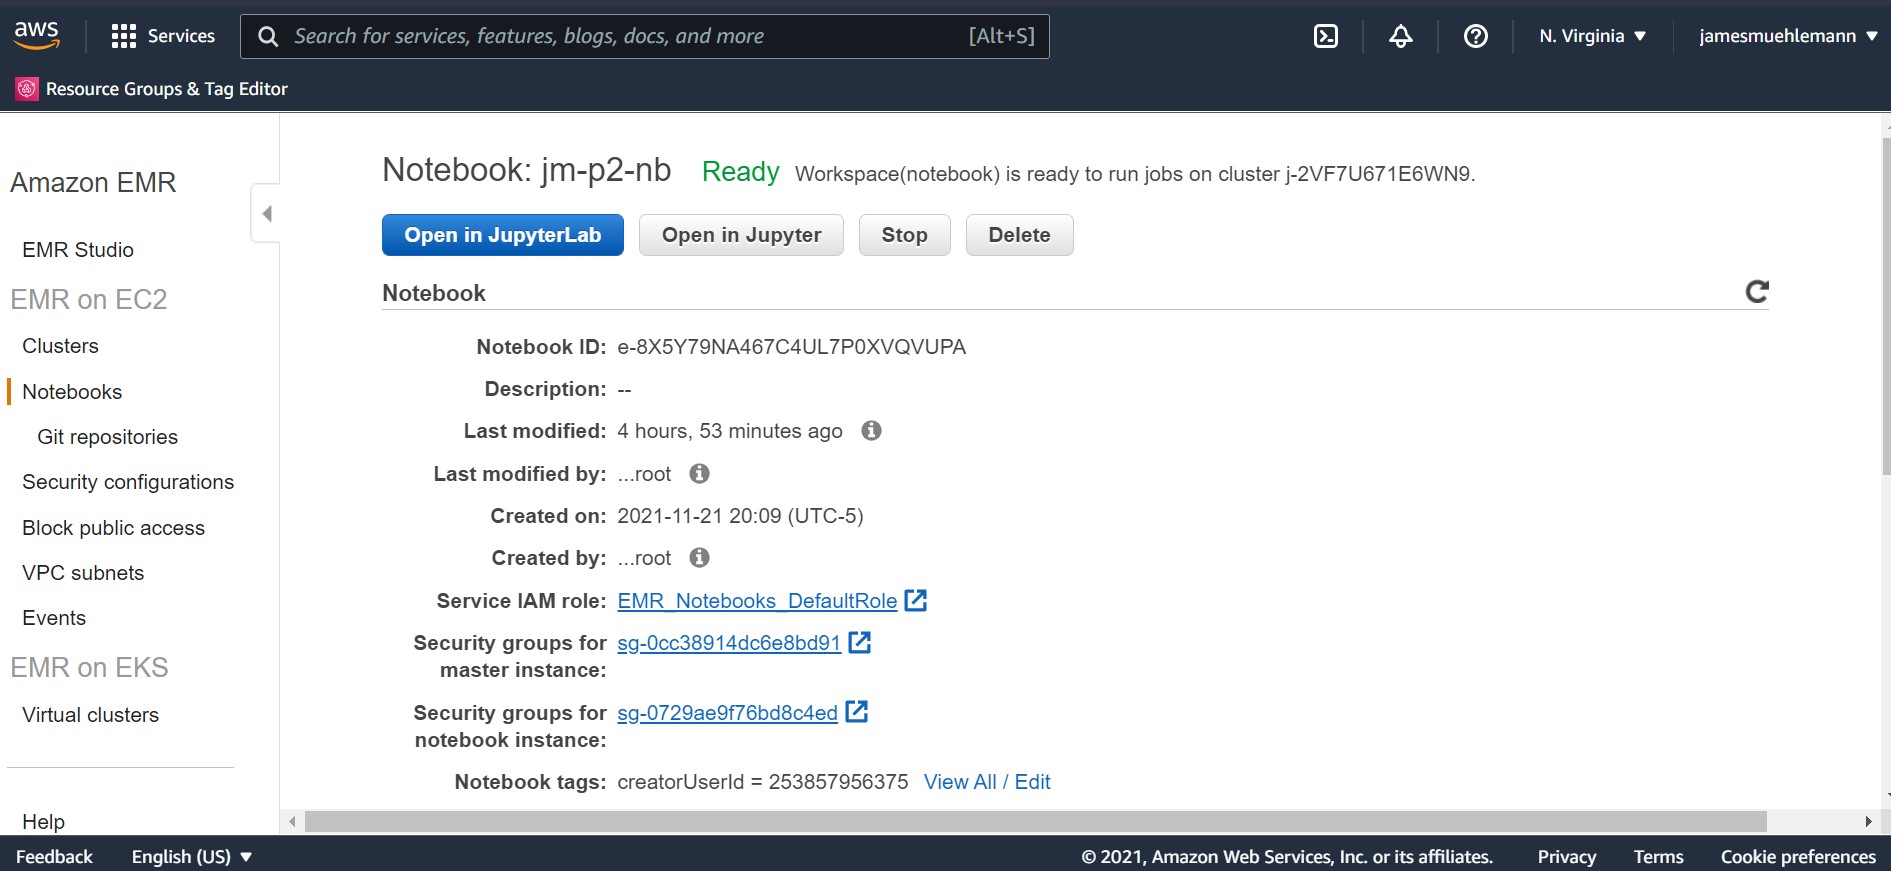 aws
Services
Search for services, features, blogs, docs, and more [Alt+S]
N. Virginia ▼
jamesmuehlemann ▼
Resource Groups & Tag Editor
Amazon EMR
EMR Studio
EMR on EC2
Clusters
Notebooks
Git repositories
Security configurations
Block public access
VPC subnets
Events
EMR on EKS
Virtual clusters
Help
Notebook: jm-p2-nb Ready Workspace(notebook) is ready to run jobs on cluster j-2VF7U671E6WN9.
Open in JupyterLab Open in Jupyter Stop Delete
Notebook
Notebook ID: e-8X5Y79NA467C4UL7P0XVQVUPA
Description: --
Last modified: 4 hours, 53 minutes ago
Last modified by: ...root
Created on: 2021-11-21 20:09 (UTC-5)
Created by: ...root
Service IAM role: EMR_Notebooks_DefaultRole
Security groups for sg-0cc38914dc6e8bd91
master instance:
Security groups for sg-0729ae9f76bd8c4ed
notebook instance:
Notebook tags: creatorUserId = 253857956375 View All / Edit
Feedback English (US) ▼ © 2021, Amazon Web Services, Inc. or its affiliates. Privacy Terms Cookie preferences